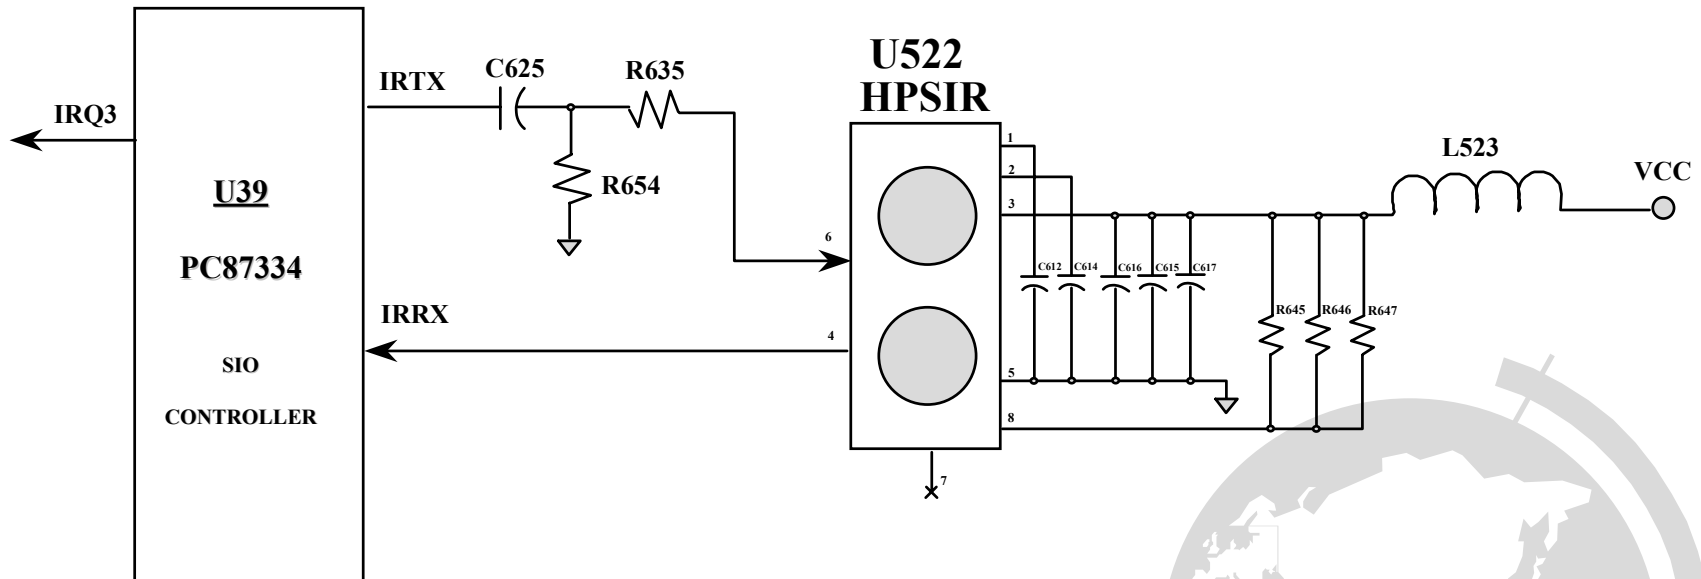 U522
HPSIR
C625
R635
IRTX
IRQ3
1
L523
2
VCC
U39
R654
3
6
PC87334
C612
C614
C616
C615
C617
IRRX
R645
R646
R647
4
SIO
5
CONTROLLER
8
7